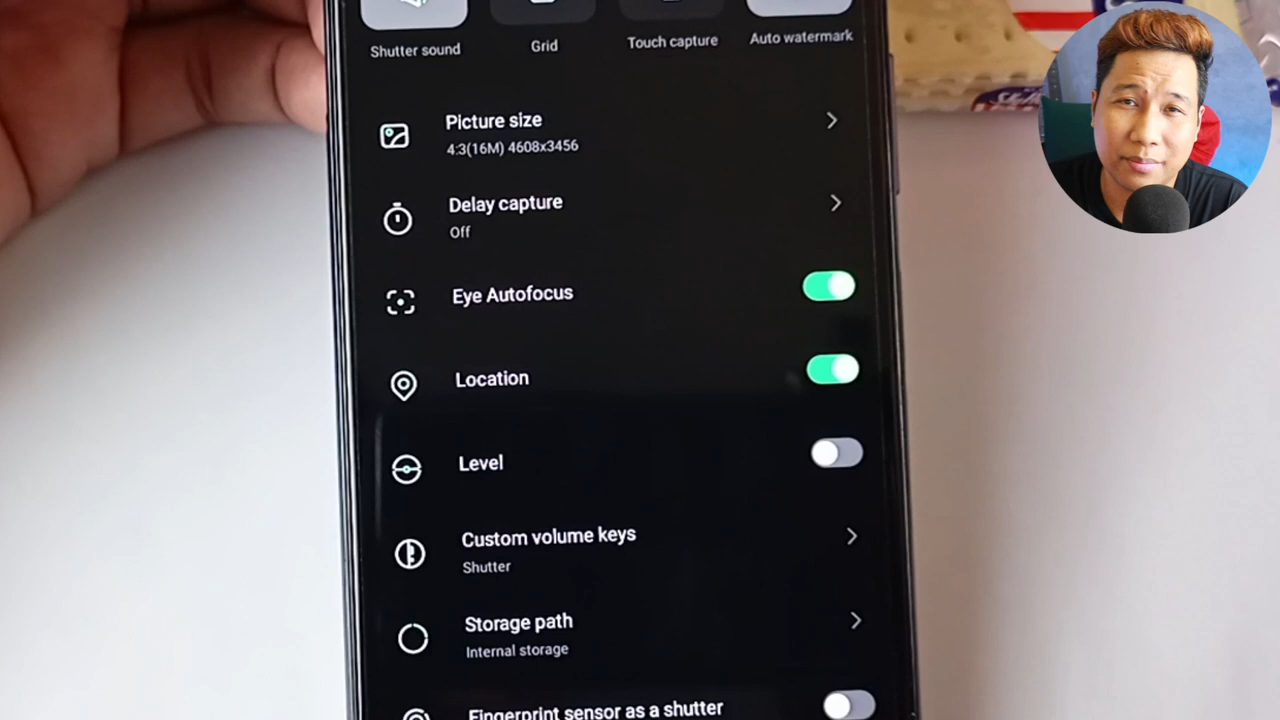 Shutter sound
Grid
Touch capture
Auto watermark
Picture size
4:3(16M) 4608x3456
Delay capture
Off
Eye Autofocus
Location
Level
Custom volume keys
Shutter
Storage path
Internal storage
Fingerprint sensor as a shutter